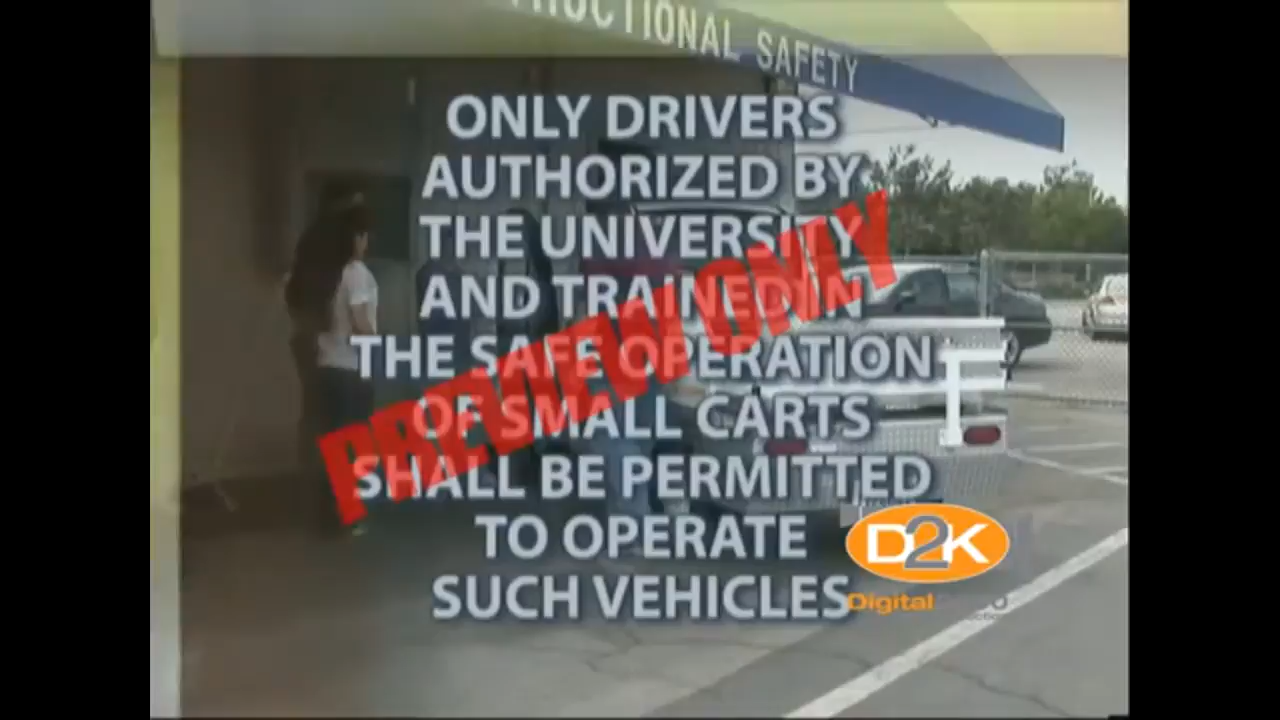 SAFETY
ONLY DRIVERS
AUTHORIZED BY
THE UNIVERSITY
AND TRAINED IN
THE SAFE OPERATION
OF SMALL CARTS
SHALL BE PERMITTED
TO OPERATE
SUCH VEHICLES
PREVIEW ONLY
D2K
Digital